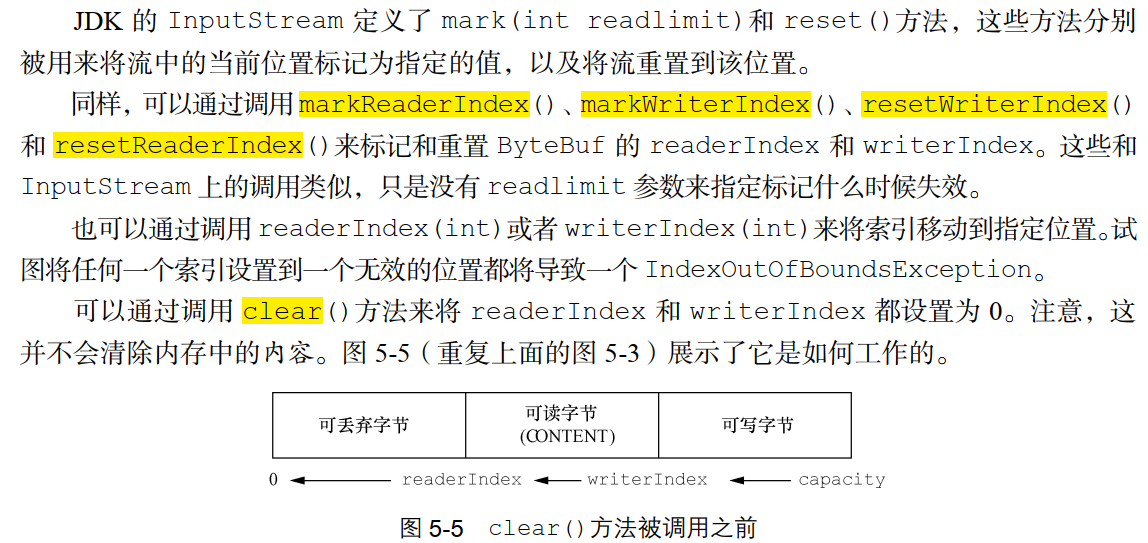 JDK 的 InputStream 定义了 mark(int readlimit)和 reset()方法，这些方法分别
被用来将流中的当前位置标记为指定的值，以及将流重置到该位置。
同样，可以通过调用 markReaderIndex()、markWriterIndex()、resetWriterIndex()
和 resetReaderIndex()来标记和重置 ByteBuf 的 readerIndex 和 writerIndex。这些和
InputStream 上的调用类似，只是没有 readlimit 参数来指定标记什么时候失效。
也可以通过调用 readerIndex(int)或者 writerIndex(int)来将索引移动到指定位置。试
图将任何一个索引设置到一个无效的位置都将导致一个 IndexOutOfBoundsException。
可以通过调用 clear()方法来将 readerIndex 和 writerIndex 都设置为 0。注意，这
并不会清除内存中的内容。图 5-5（重复上面的图 5-3）展示了它是如何工作的。
可丢弃字节
可读字节
(CONTENT)
可写字节
0 readerIndex writerIndex capacity
图 5-5 clear()方法被调用之前